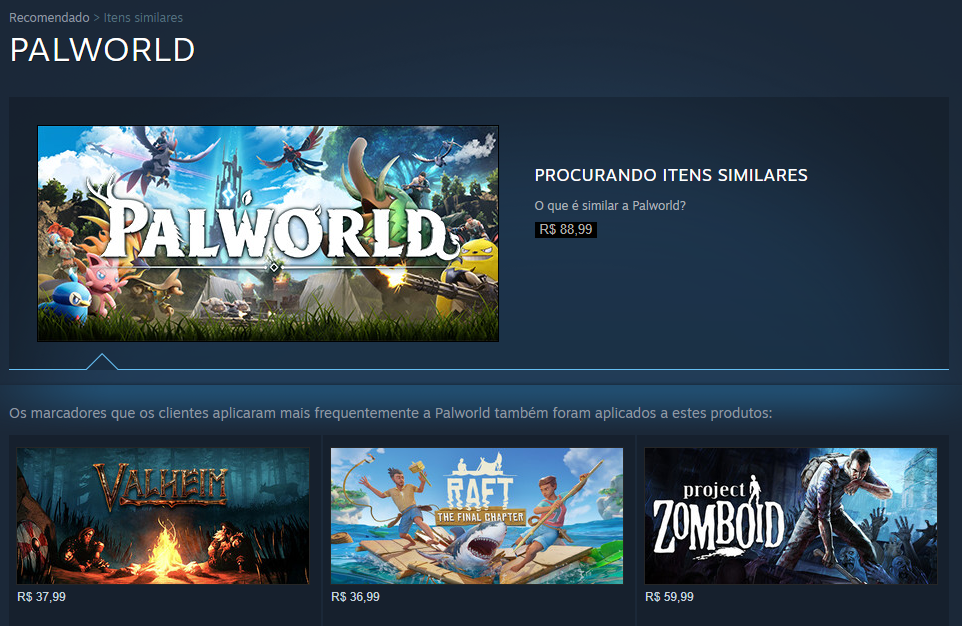 Recomendado > Itens similares
PALWORLD
PALWORLD
PROCURANDO ITENS SIMILARES
O que é similar a Palworld?
R$ 88,99
Os marcadores que os clientes aplicaram mais frequentemente a Palworld também foram aplicados a estes produtos:
VALHEIM
RAFT
THE FINAL CHAPTER
project
ZOMBOID
R$ 37,99
R$ 36,99
R$ 59,99